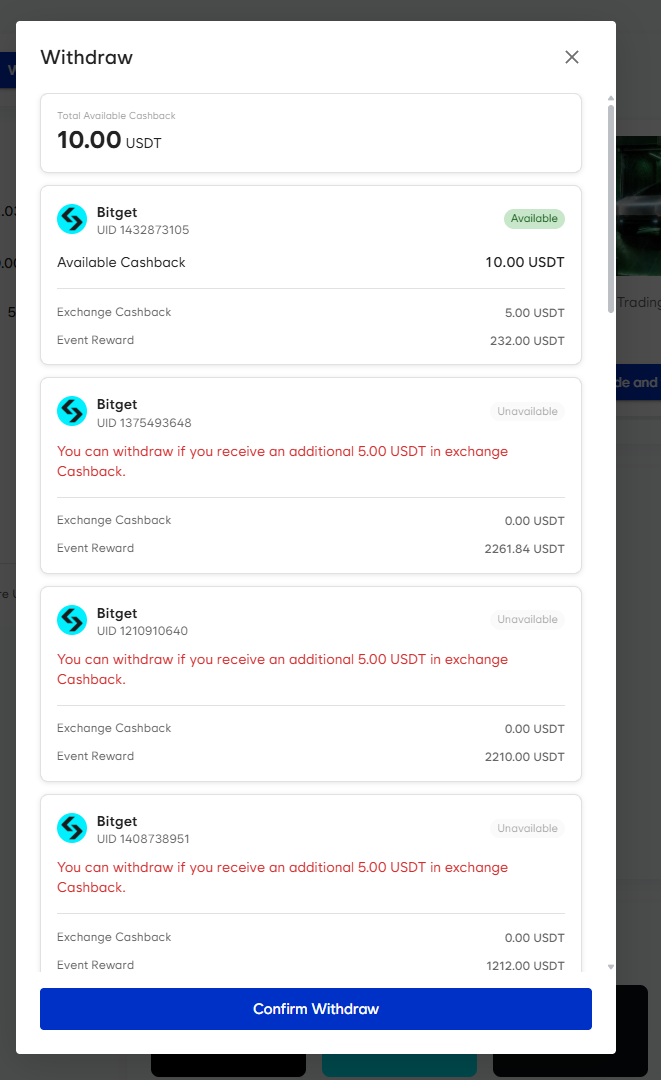 Withdraw
Total Available Cashback
10.00 USDT
Bitget
Available
UID 1432873105
Available Cashback
10.00 USDT
Exchange Cashback
5.00 USDT
Event Reward
232.00 USDT
Bitget
Unavailable
UID 1375493648
You can withdraw if you receive an additional 5.00 USDT in exchange
Cashback.
Exchange Cashback
0.00 USDT
Event Reward
2261.84 USDT
Bitget
Unavailable
UID 1210910640
You can withdraw if you receive an additional 5.00 USDT in exchange
Cashback.
Exchange Cashback
0.00 USDT
Event Reward
2210.00 USDT
Bitget
Unavailable
UID 1408738951
You can withdraw if you receive an additional 5.00 USDT in exchange
Cashback.
Exchange Cashback
0.00 USDT
Event Reward
1212.00 USDT
Confirm Withdraw
Trading
de and